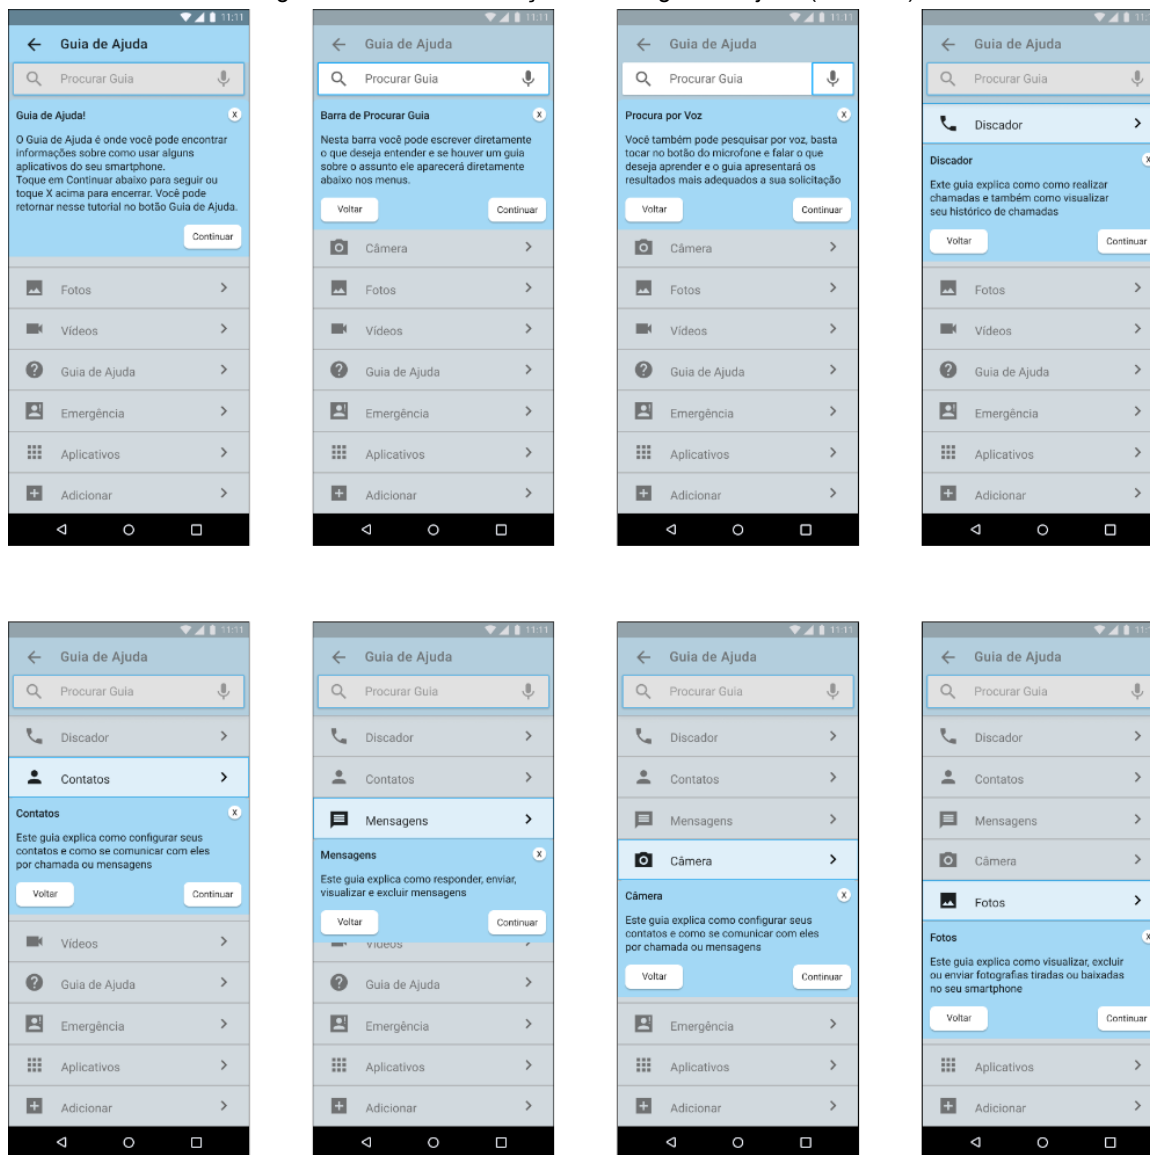 11:11
Guia de Ajuda
Procurar Guia
Guia de Ajuda!
X
O Guia de Ajuda é onde você pode encontrar
informações sobre como usar alguns
aplicativos do seu smartphone.
Toque em Continuar abaixo para seguir ou
toque X acima para encerrar. Você pode
retornar nesse tutorial no botão Guia de Ajuda.
Continuar
Fotos
Vídeos
Guia de Ajuda
Emergência
Aplicativos
Adicionar
11:11
Guia de Ajuda
Procurar Guia
Barra de Procurar Guia
X
Nesta barra você pode escrever diretamente
o que deseja entender e se houver um guia
sobre o assunto ele aparecerá diretamente
abaixo nos menus.
Voltar
Continuar
Câmera
Fotos
Vídeos
Guia de Ajuda
Emergência
Aplicativos
Adicionar
11:11
Guia de Ajuda
Procurar Guia
Procura por Voz
X
Você também pode pesquisar por voz, basta
tocar no botão do microfone e falar o que
deseja aprender e o guia apresentará os
resultados mais adequados a sua solicitação
Voltar
Continuar
Câmera
Fotos
Vídeos
Guia de Ajuda
Emergência
Aplicativos
Adicionar
Guia de Ajuda
Procurar Guia
Discador
Discador
X
Exte guia explica como como realizar
chamadas e também como visualizar
seu histórico de chamadas
Voltar
Continuar
Fotos
Vídeos
Guia de Ajuda
Emergência
Aplicativos
Adicionar
11:11
Guia de Ajuda
Procurar Guia
Discador
Contatos
Contatos
X
Este guia explica como configurar seus
contatos e como se comunicar com eles
por chamada ou mensagens
Voltar
Continuar
Vídeos
Guia de Ajuda
Emergência
Aplicativos
Adicionar
11:11
Guia de Ajuda
Procurar Guia
Discador
Contatos
Mensagens
Mensagens
X
Este guia explica como responder, enviar,
visualizar e excluir mensagens
Voltar
Continuar
Vídeos
Guia de Ajuda
Emergência
Aplicativos
Adicionar
11:11
Guia de Ajuda
Procurar Guia
Discador
Contatos
Mensagens
Câmera
Câmera
X
Este guia explica como configurar seus
contatos e como se comunicar com eles
por chamada ou mensagens
Voltar
Continuar
Emergência
Aplicativos
Adicionar
Guia de Ajuda
Procurar Guia
Discador
Contatos
Mensagens
Câmera
Fotos
Fotos
X
Este guia explica como visualizar, excluir
ou enviar fotografias tiradas ou baixadas
no seu smartphone
Voltar
Continuar
Aplicativos
Adicionar